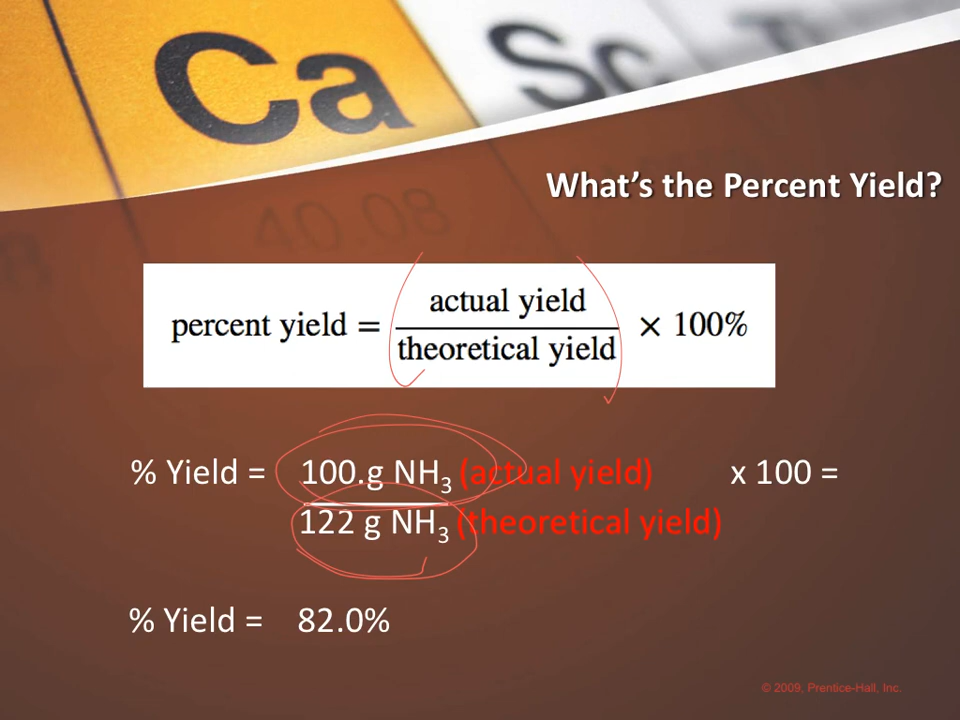 Ca Sc
40.08
What's the Percent Yield?
percent yield = actual yield / theoretical yield × 100%
% Yield = 100.g NH₃ (actual yield) x 100 =
122 g NH₃ (theoretical yield)
% Yield = 82.0%
© 2009, Prentice-Hall, Inc.